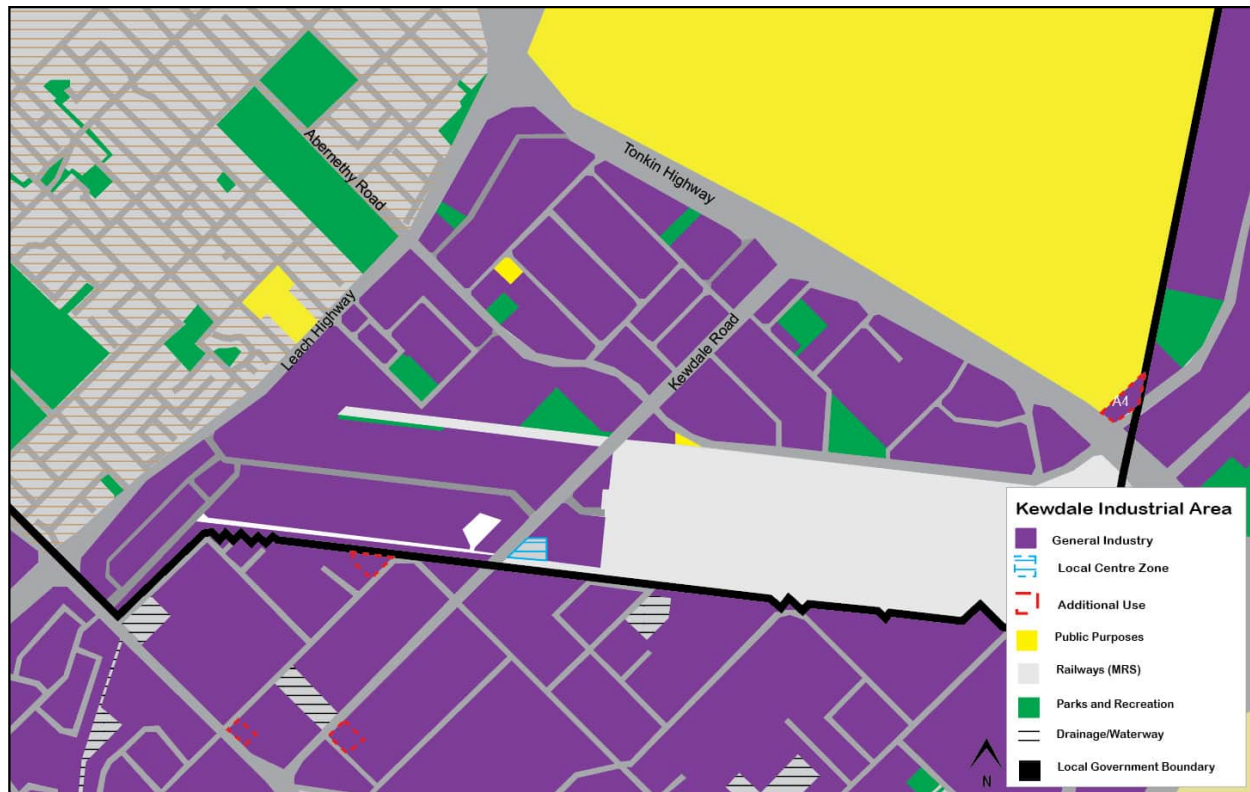 Abernethy Road
Tonkin Highway
Leach Highway
Kewdale Road
A4
Kewdale Industrial Area
General Industry
Local Centre Zone
Additional Use
Public Purposes
Railways (MRS)
Parks and Recreation
Drainage/Waterway
Local Government Boundary
N